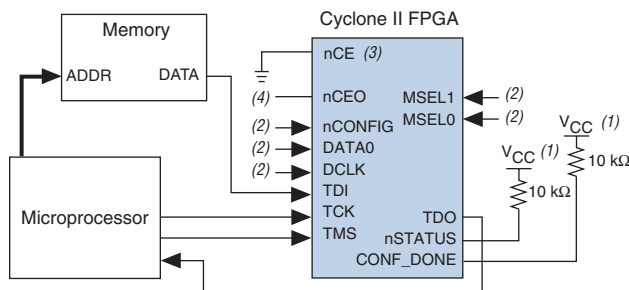 Cyclone II FPGA
Memory
ADDR DATA
nCE (3)
(4) nCEO
MSEL1 (2)
MSEL0 (2)
(2) nCONFIG
(2) DATA0
(2) DCLK
TDI
TCK
TMS
Microprocessor
TDO
nSTATUS
CONF_DONE
VCC (1)
10 kΩ
VCC (1)
10 kΩ